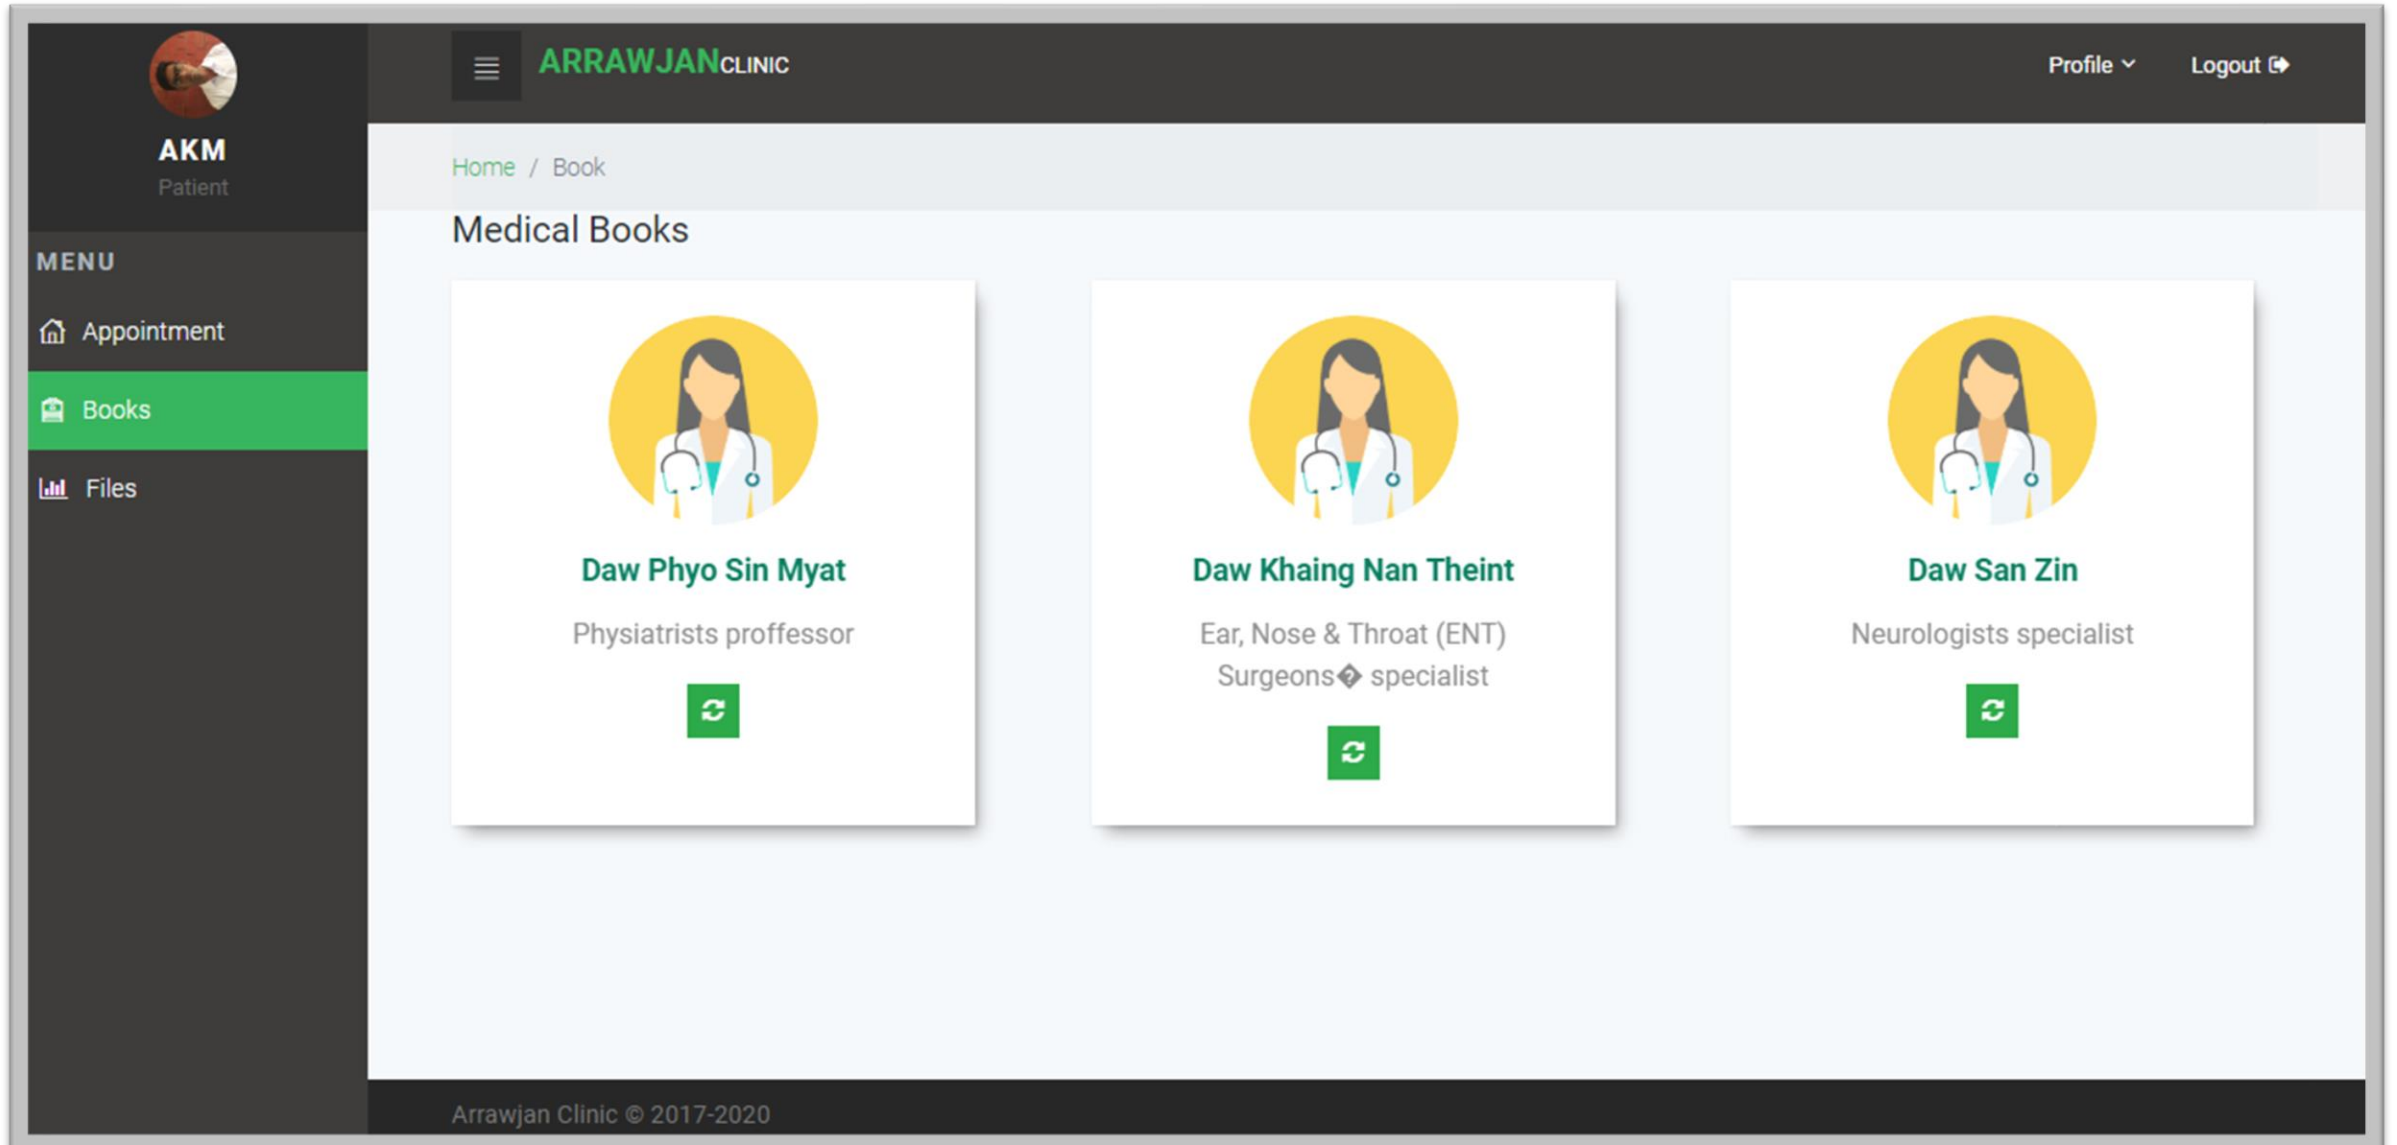 AKM
Patient
MENU
Appointment
Books
Files
ARRAWJANCLINIC
Profile
Logout
Home / Book
Medical Books
Daw Phyo Sin Myat
Physiatrists proffessor
Daw Khaing Nan Theint
Ear, Nose & Throat (ENT)
Surgeons� specialist
Daw San Zin
Neurologists specialist
Arrawjan Clinic © 2017-2020